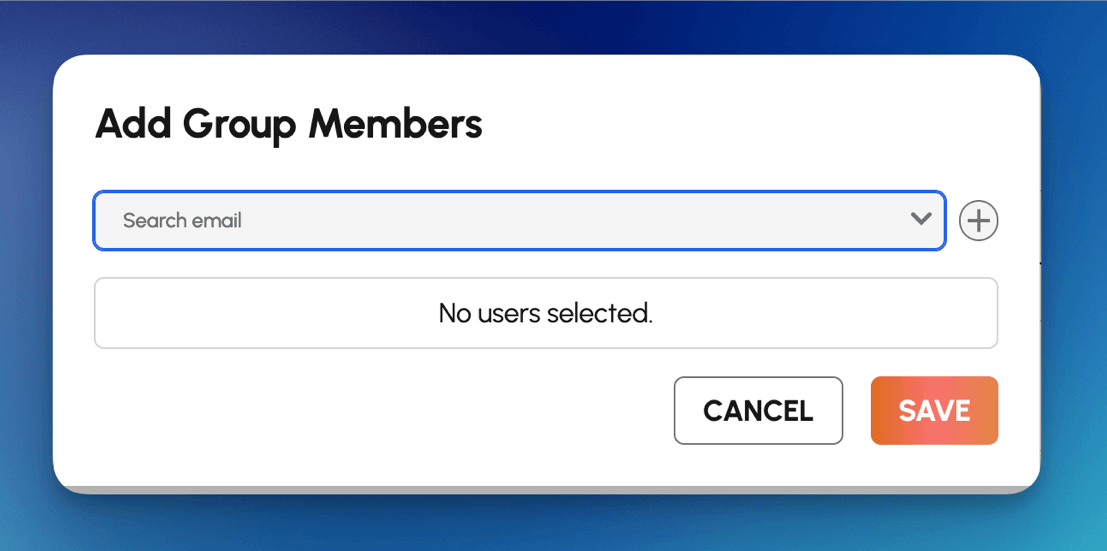 Add Group Members
Search email
No users selected.
CANCEL
SAVE